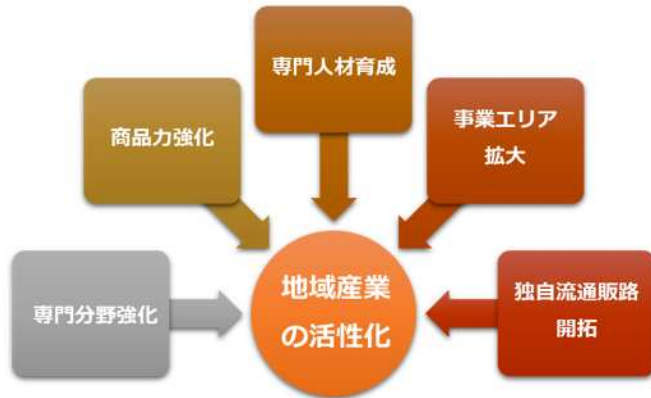 専門人材育成
商品力強化
事業エリア
拡大
専門分野強化
地域産業
の活性化
独自流通販路
開拓